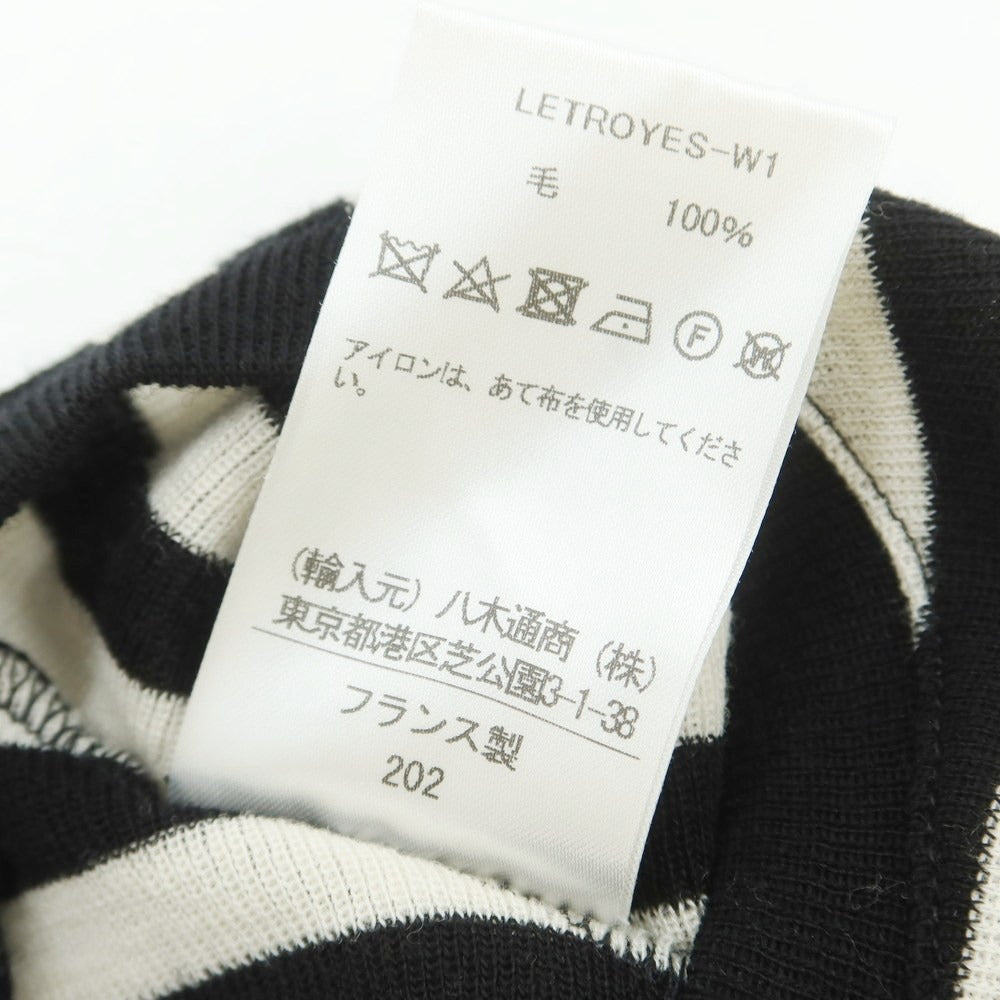 LETROYES-W1
毛 100%
F
アイロンは、あて布を使用してくださ
い。
(輸入元) 八木通商 (株)
東京都港区芝公園3-1-38
フランス製
202